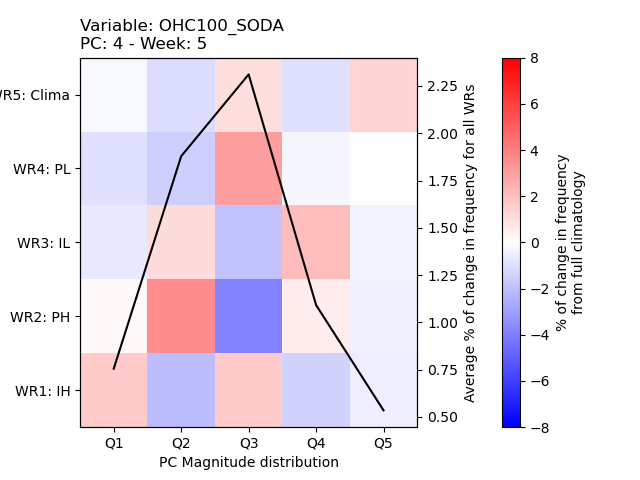 Variable: OHC100_SODA
PC: 4 - Week: 5
WR5: Clima
WR4: PL
WR3: IL
WR2: PH
WR1: IH
Q1 Q2 Q3 Q4 Q5
PC Magnitude distribution
2.25
2.00
1.75
1.50
1.25
1.00
0.75
0.50
Average % of change in frequency for all WRs
8
6
4
2
0
−2
−4
−6
−8
% of change in frequency
from full climatology